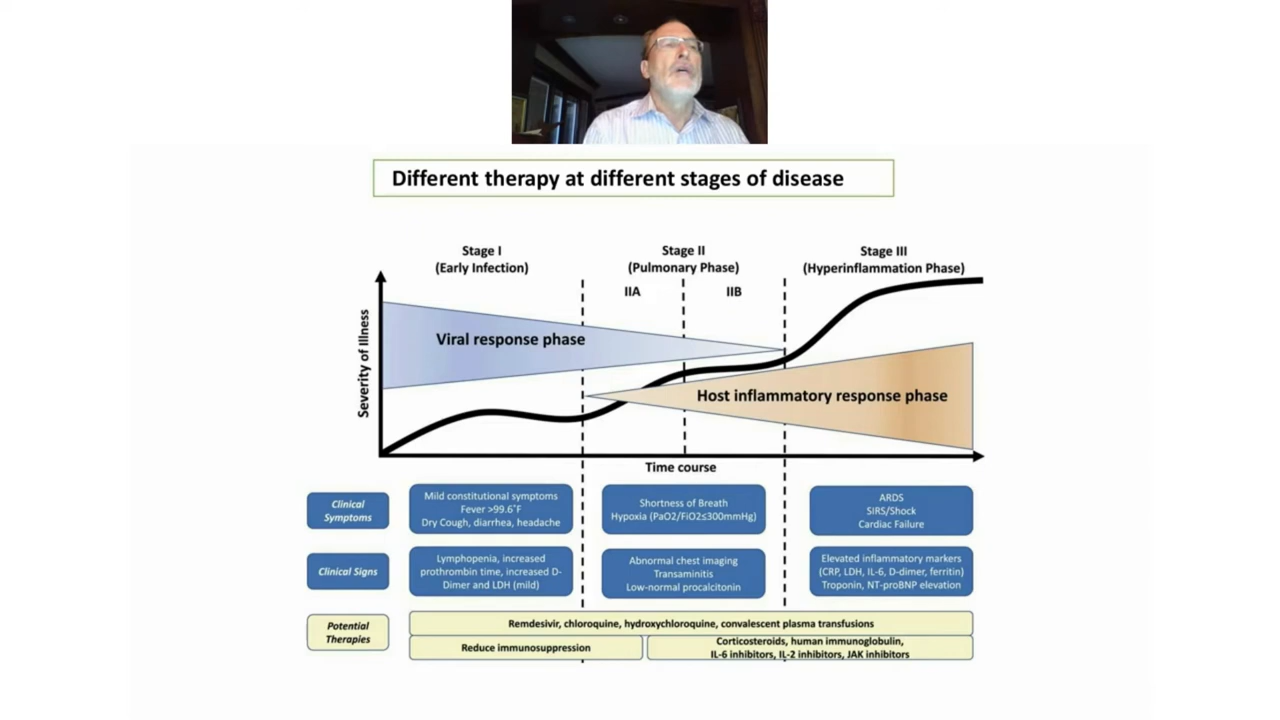 Different therapy at different stages of disease
Stage I
(Early Infection)
Stage II
(Pulmonary Phase)
Stage III
(Hyperinflammation Phase)
IIA
IIB
Severity of Illness
Viral response phase
Host inflammatory response phase
Time course
Clinical
Symptoms
Mild constitutional symptoms
Fever >99.6°F
Dry Cough, diarrhea, headache
Shortness of Breath
Hypoxia (PaO2/FiO2≤300mmHg)
ARDS
SIRS/Shock
Cardiac Failure
Clinical Signs
Lymphopenia, increased
prothrombin time, increased D-
Dimer and LDH (mild)
Abnormal chest imaging
Transaminitis
Low-normal procalcitonin
Elevated inflammatory markers
(CRP, LDH, IL-6, D-dimer, ferritin)
Troponin, NT-proBNP elevation
Potential
Therapies
Remdesivir, chloroquine, hydroxychloroquine, convalescent plasma transfusions
Reduce immunosuppression
Corticosteroids, human immunoglobulin,
IL-6 inhibitors, IL-2 inhibitors, JAK inhibitors